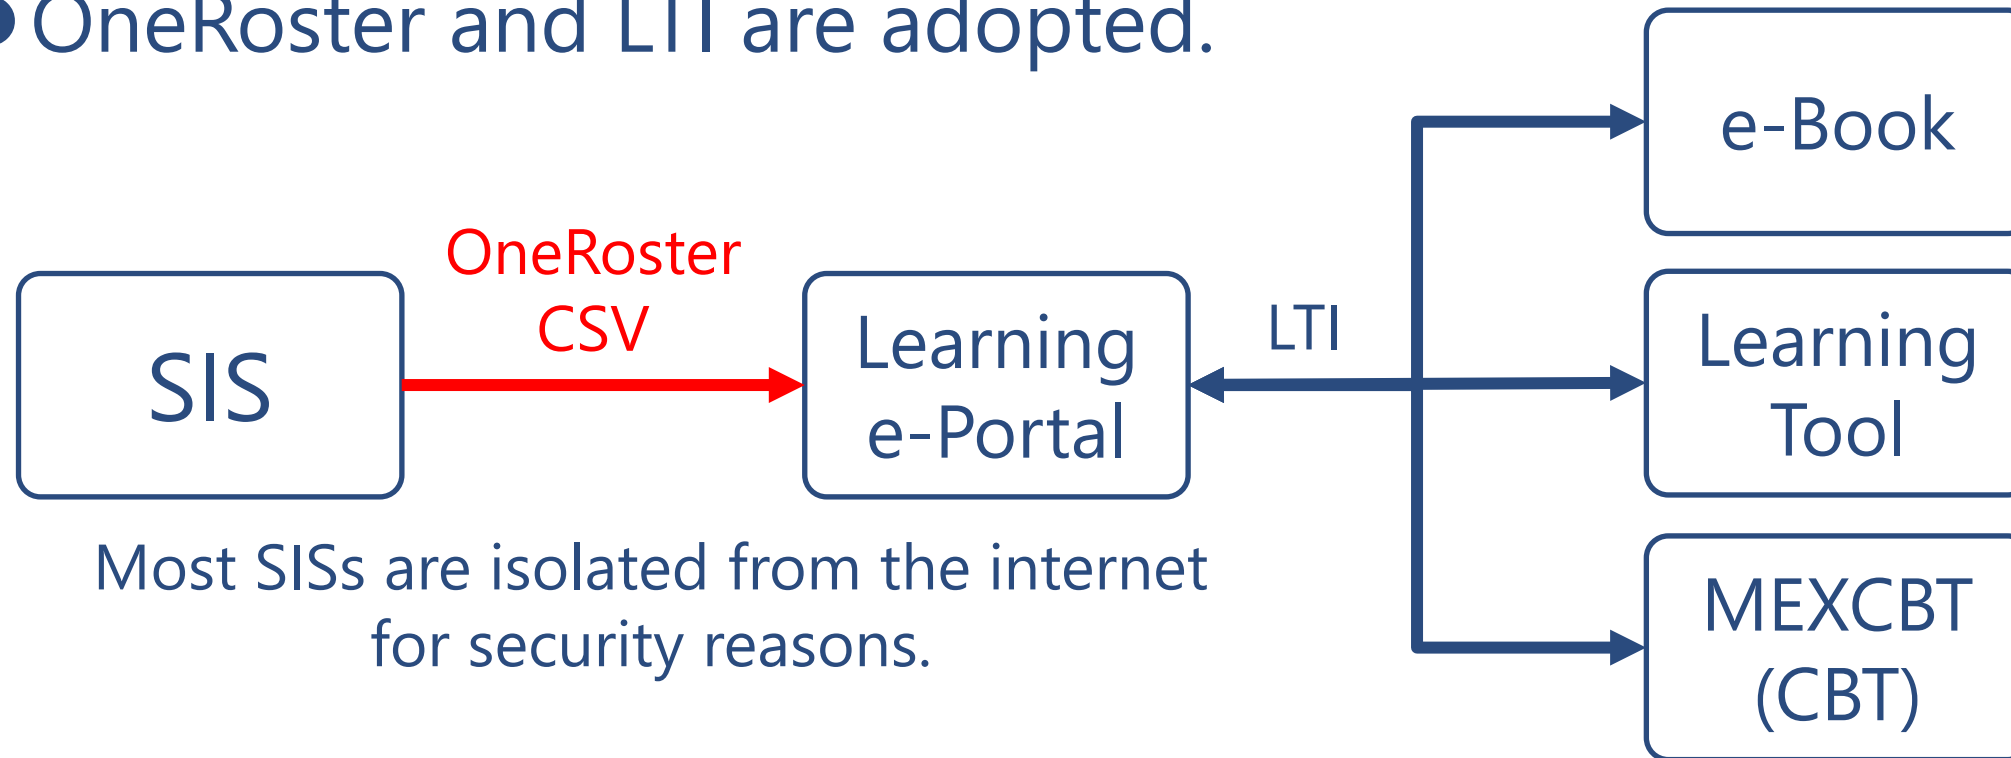 ● OneRoster and LTI are adopted.
OneRoster
CSV
SIS
Learning
e-Portal
LTI
e-Book
Learning
Tool
MEXCBT
(CBT)
Most SISs are isolated from the internet
for security reasons.